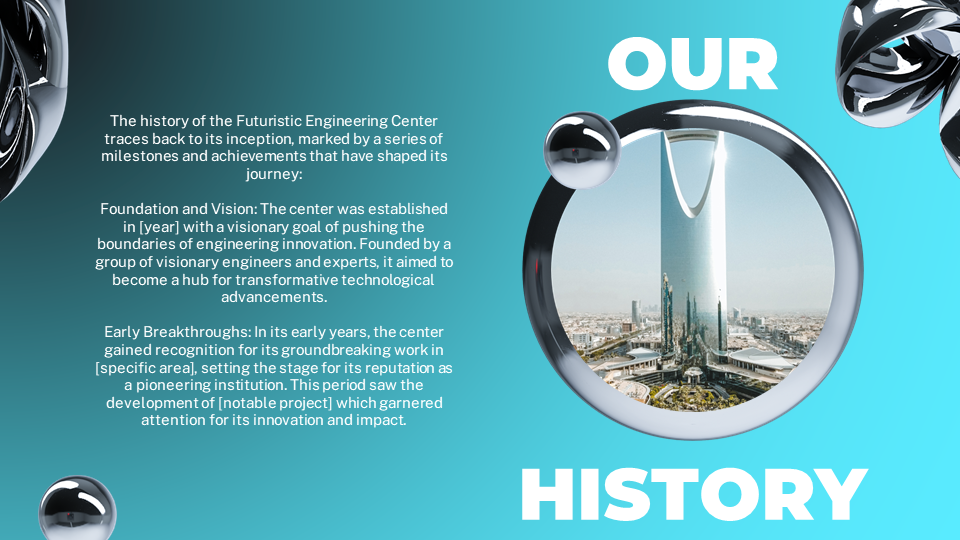 OUR
The history of the Futuristic Engineering Center
traces back to its inception, marked by a series of
milestones and achievements that have shaped its
journey:
Foundation and Vision: The center was established
in [year] with a visionary goal of pushing the
boundaries of engineering innovation. Founded by a
group of visionary engineers and experts, it aimed to
become a hub for transformative technological
advancements.
Early Breakthroughs: In its early years, the center
gained recognition for its groundbreaking work in
[specific area], setting the stage for its reputation as
a pioneering institution. This period saw the
development of [notable project] which garnered
attention for its innovation and impact.
HISTORY